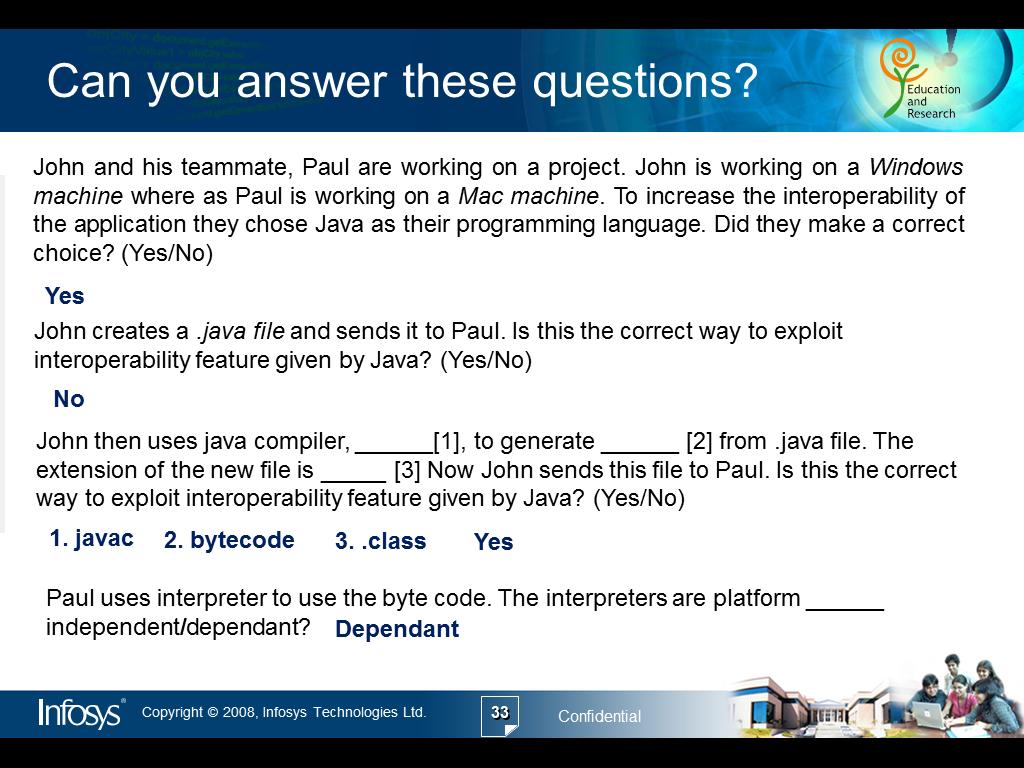 Can you answer these questions?
Education
and
Research
John and his teammate, Paul are working on a project. John is working on a Windows
machine where as Paul is working on a Mac machine. To increase the interoperability of
the application they chose Java as their programming language. Did they make a correct
choice? (Yes/No)
Yes
John creates a .java file and sends it to Paul. Is this the correct way to exploit
interoperability feature given by Java? (Yes/No)
No
John then uses java compiler, ______[1], to generate ______ [2] from .java file. The
extension of the new file is _____ [3] Now John sends this file to Paul. Is this the correct
way to exploit interoperability feature given by Java? (Yes/No)
1. javac 2. bytecode 3. .class Yes
Paul uses interpreter to use the byte code. The interpreters are platform ______
independent/dependant? Dependant
Infosys® Copyright © 2008, Infosys Technologies Ltd. 33 Confidential